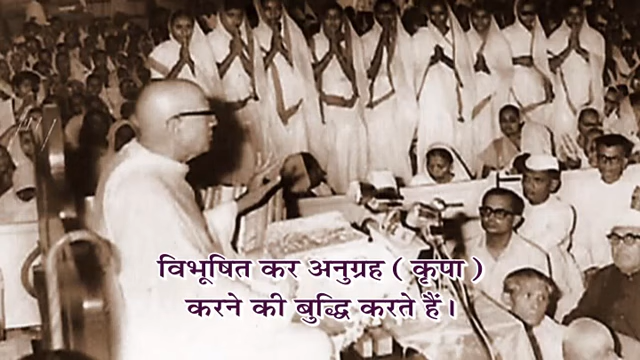 विभूषित कर अनुग्रह ( कृपा )
करने की बुद्धि करते हैं।